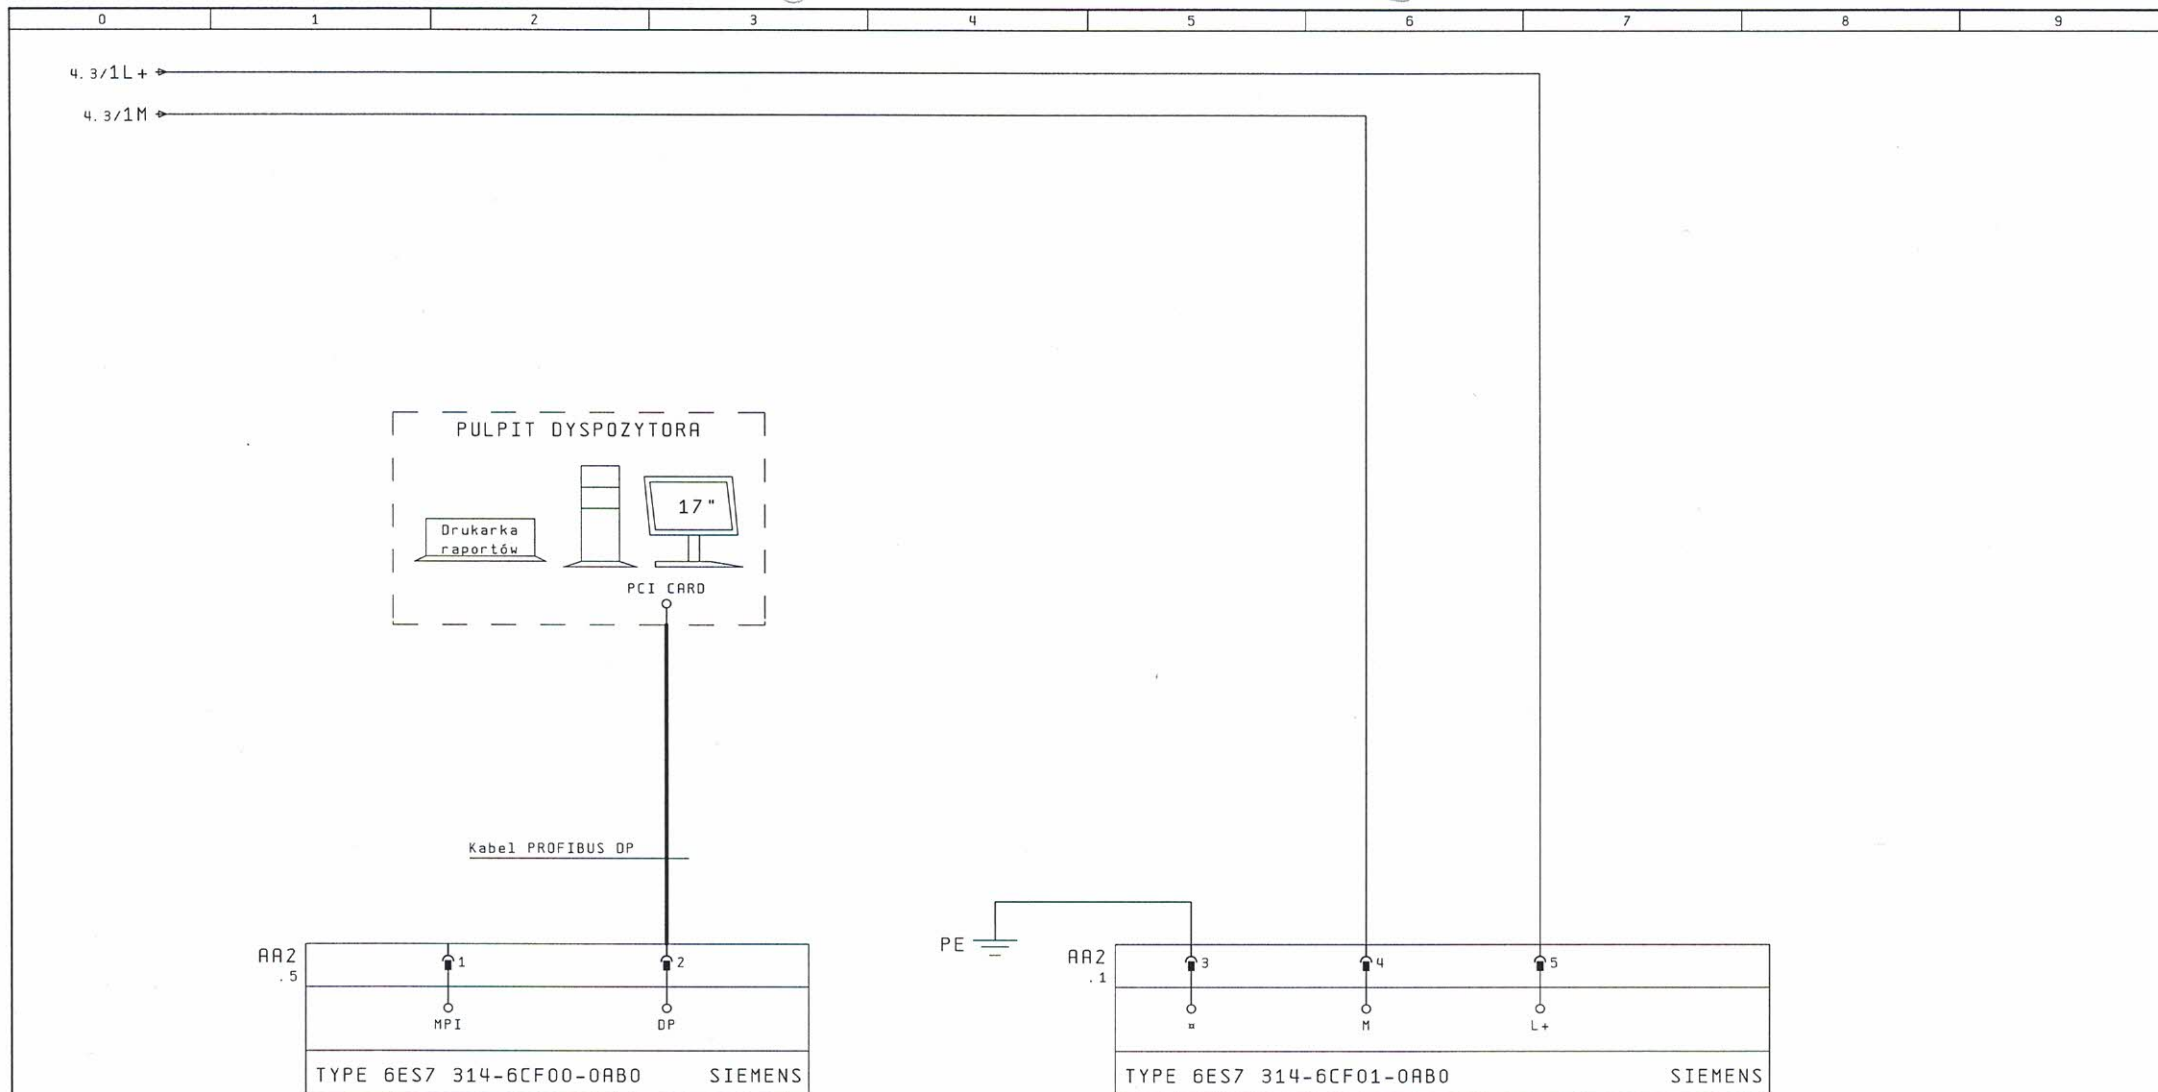 0 1 2 3 4 5 6 7 8 9
4.3/1L+
4.3/1M
PULPIT DYSPOZYTORA
17"
Drukarka
raportów
PCI CARD
Kabel PROFIBUS DP
AA2
.5
1
2
MPI
DP
TYPE 6ES7 314-6CF00-0AB0 SIEMENS
PE
AA2
.1
3
4
5
¤
M
L+
TYPE 6ES7 314-6CF01-0AB0 SIEMENS